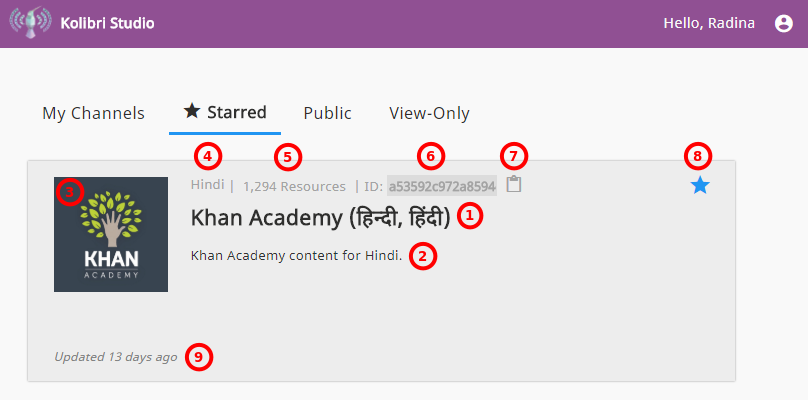 Kolibri Studio
Hello, Radina
My Channels
★ Starred
Public
View-Only
4
5
6
7
8
Hindi | 1,294 Resources | ID: a53592c972a8594
3
Khan Academy (हिन्दी, हिंदी) 1
Khan Academy content for Hindi. 2
KHAN
ACADEMY
Updated 13 days ago 9